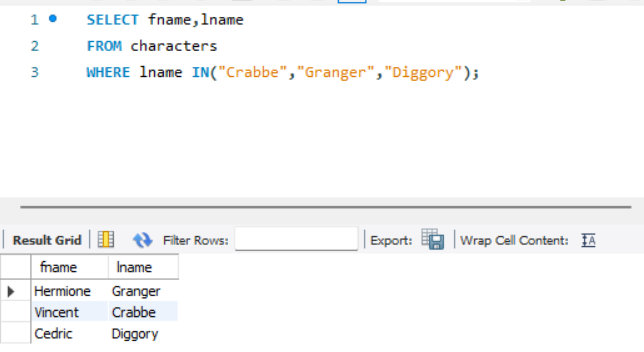 1 SELECT fname,lname
2 FROM characters
3 WHERE lname IN("Crabbe","Granger","Diggory");
Result Grid Filter Rows: Export: Wrap Cell Content: IA
fname lname
Hermione Granger
Vincent Crabbe
Cedric Diggory